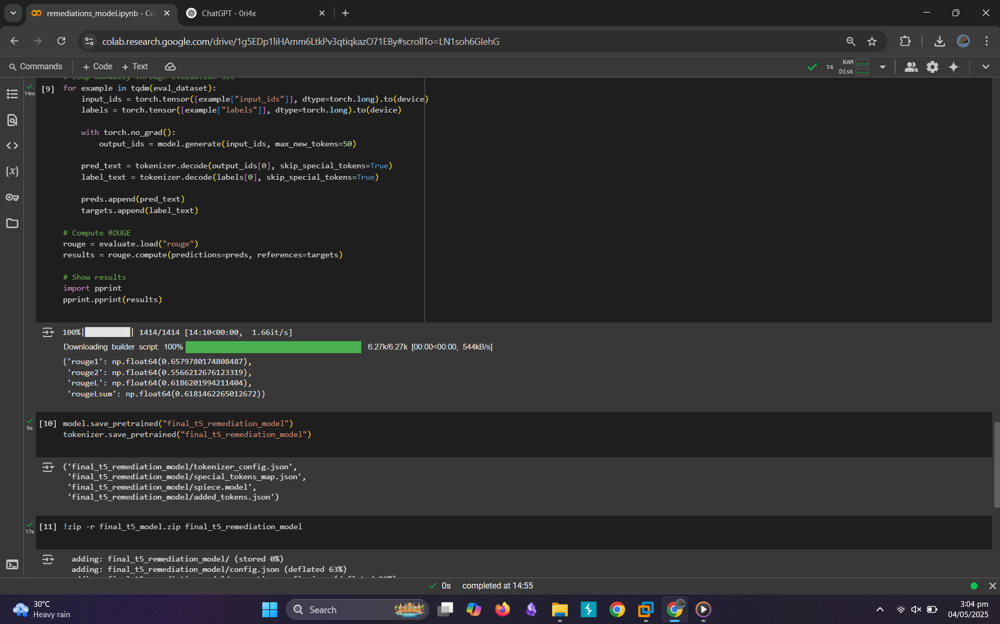 remediations_model.ipynb - Co
ChatGPT - 0ri4x
colab.research.google.com/drive/1g5EDp1liHAmm6LtkPv3qtiqkazO71EBy#scrollTo=LN1soh6GlehG
Commands
+ Code
+ Text
T4
RAM
Disk
14m
[9]
# Loop manually through evaluation set
for example in tqdm(eval_dataset):
    input_ids = torch.tensor([example["input_ids"]], dtype=torch.long).to(device)
    labels = torch.tensor([example["labels"]], dtype=torch.long).to(device)
    with torch.no_grad():
        output_ids = model.generate(input_ids, max_new_tokens=50)
    pred_text = tokenizer.decode(output_ids[0], skip_special_tokens=True)
    label_text = tokenizer.decode(labels[0], skip_special_tokens=True)
    preds.append(pred_text)
    targets.append(label_text)
# Compute ROUGE
rouge = evaluate.load("rouge")
results = rouge.compute(predictions=preds, references=targets)
# Show results
import pprint
pprint.pprint(results)
100%| | 1414/1414 [14:10<00:00, 1.66it/s]
Downloading builder script: 100% 6.27k/6.27k [00:00<00:00, 544kB/s]
{'rouge1': np.float64(0.6579780174808487),
 'rouge2': np.float64(0.5566212676123319),
 'rougeL': np.float64(0.6186201994211404),
 'rougeLsum': np.float64(0.6181462265012672)}
0s
[10]
model.save_pretrained("final_t5_remediation_model")
tokenizer.save_pretrained("final_t5_remediation_model")
('final_t5_remediation_model/tokenizer_config.json',
 'final_t5_remediation_model/special_tokens_map.json',
 'final_t5_remediation_model/spiece.model',
 'final_t5_remediation_model/added_tokens.json')
17s
[11]
!zip -r final_t5_model.zip final_t5_remediation_model
adding: final_t5_remediation_model/ (stored 0%)
adding: final_t5_remediation_model/config.json (deflated 63%)
0s completed at 14:55
30°C
Heavy rain
Search
3:04 pm
04/05/2025